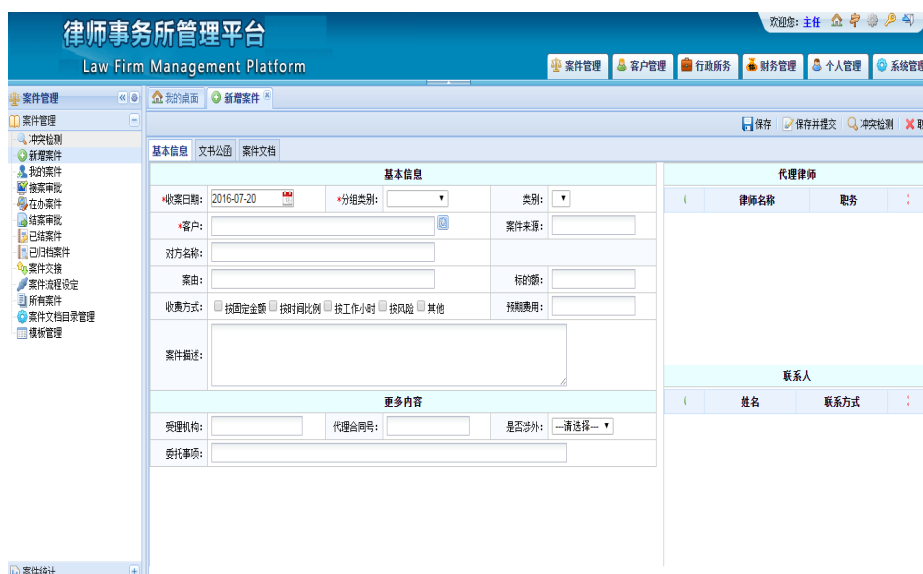 欢迎您: 主任
律师事务所管理平台
Law Firm Management Platform
案件管理 客户管理 行政所务 财务管理 个人管理 系统管理
案件管理 我的桌面 新增案件
案件管理
保存 保存并提交 冲突检测
冲突检测
新增案件
我的案件
接案审批
在办案件
结案审批
已结案件
已归档案件
案件交接
案件流程设定
所有案件
案件文档目录管理
模板管理
基本信息 文书公函 案件文档
基本信息 代理律师
*收案日期: 2016-07-20 *分组类别: 类别: 律师名称 职务
*客户: 案件来源:
对方名称:
案由: 标的额:
收费方式: 按固定金额 按时间比例 按工作小时 按风险 其他 预期费用:
案件描述:
联系人
更多内容 姓名 联系方式
受理机构: 代理合同号: 是否涉外: ---请选择---
委托事项:
案件统计